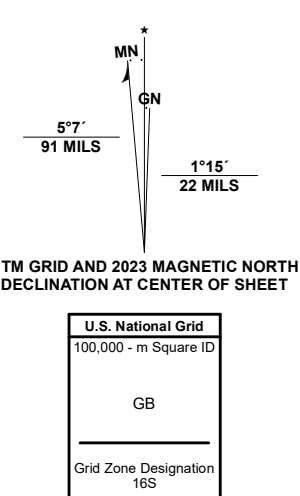 ★
MN
GN
5°7´
91 MILS
1°15´
22 MILS
TM GRID AND 2023 MAGNETIC NORTH
DECLINATION AT CENTER OF SHEET
U.S. National Grid
100,000 - m Square ID
GB
Grid Zone Designation
16S